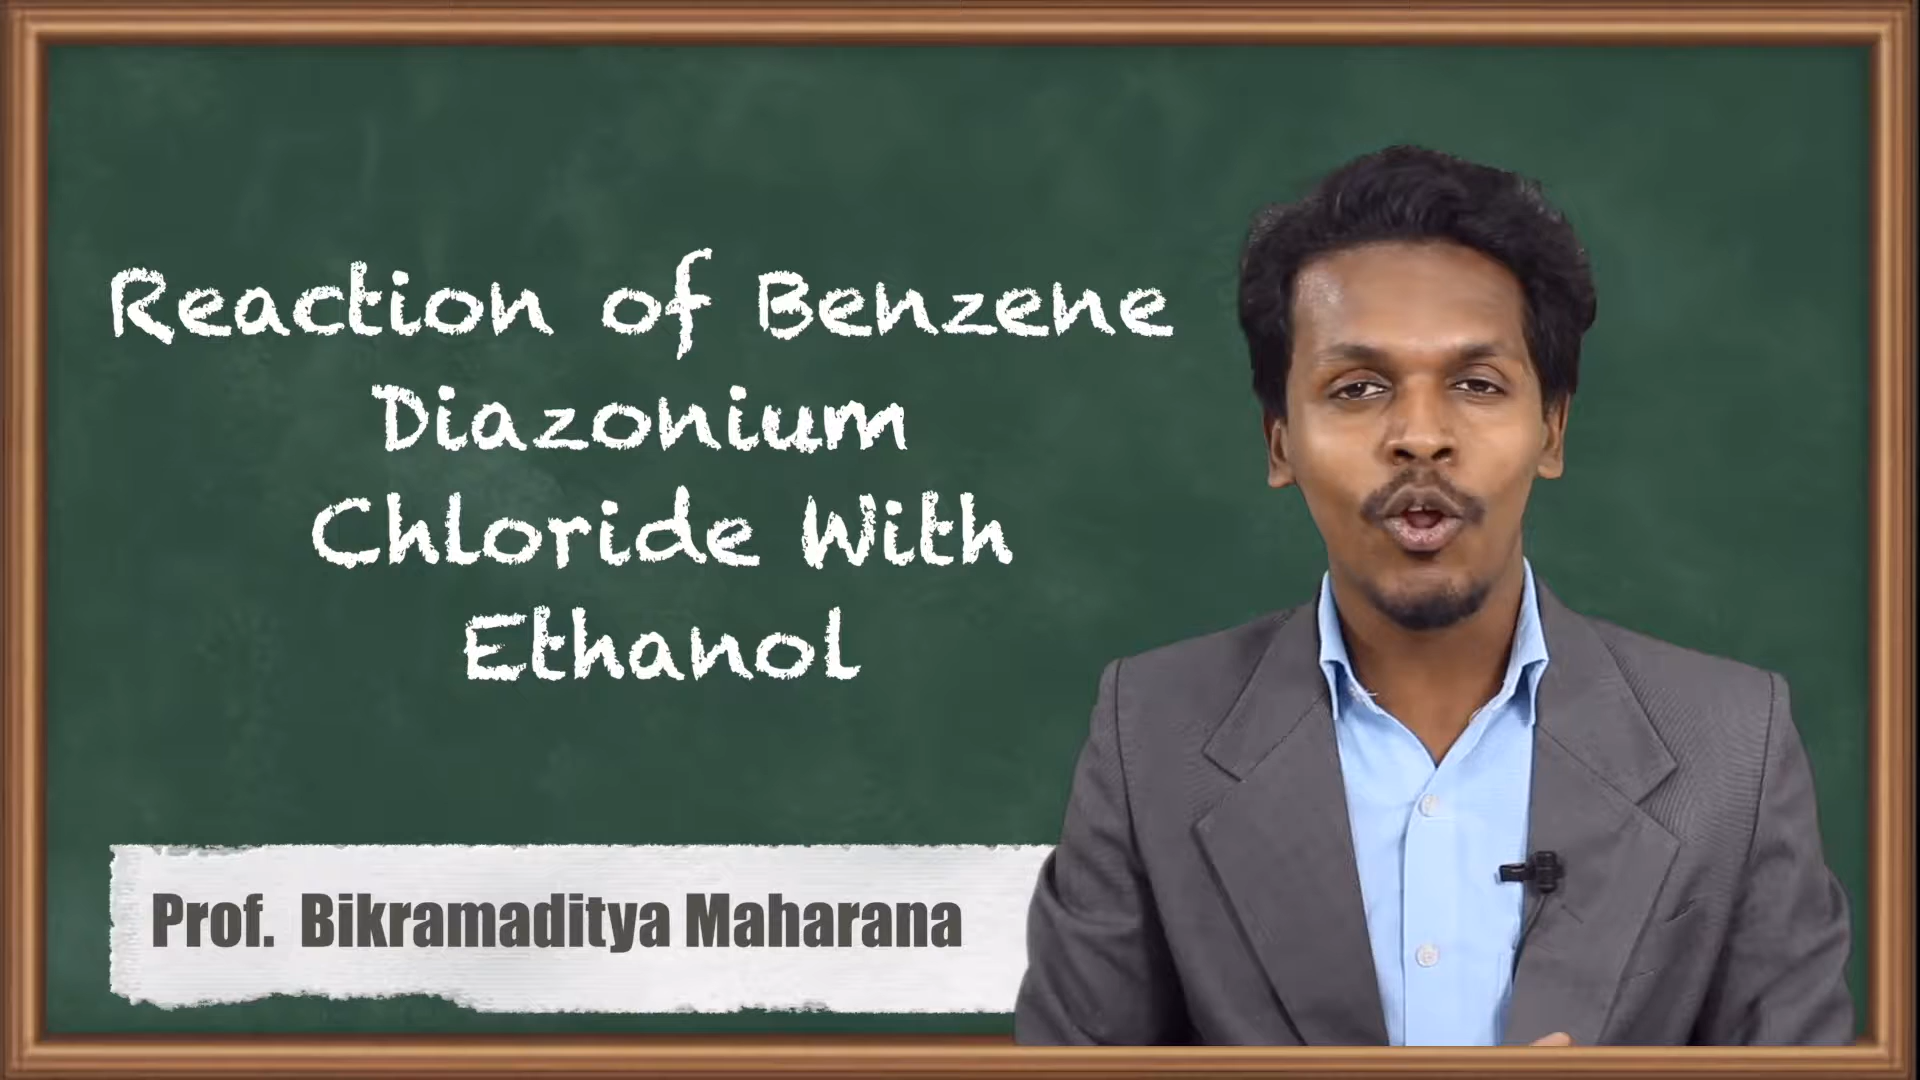 Reaction of Benzene
Diazonium
Chloride With
Ethanol
Prof. Bikramaditya Maharana